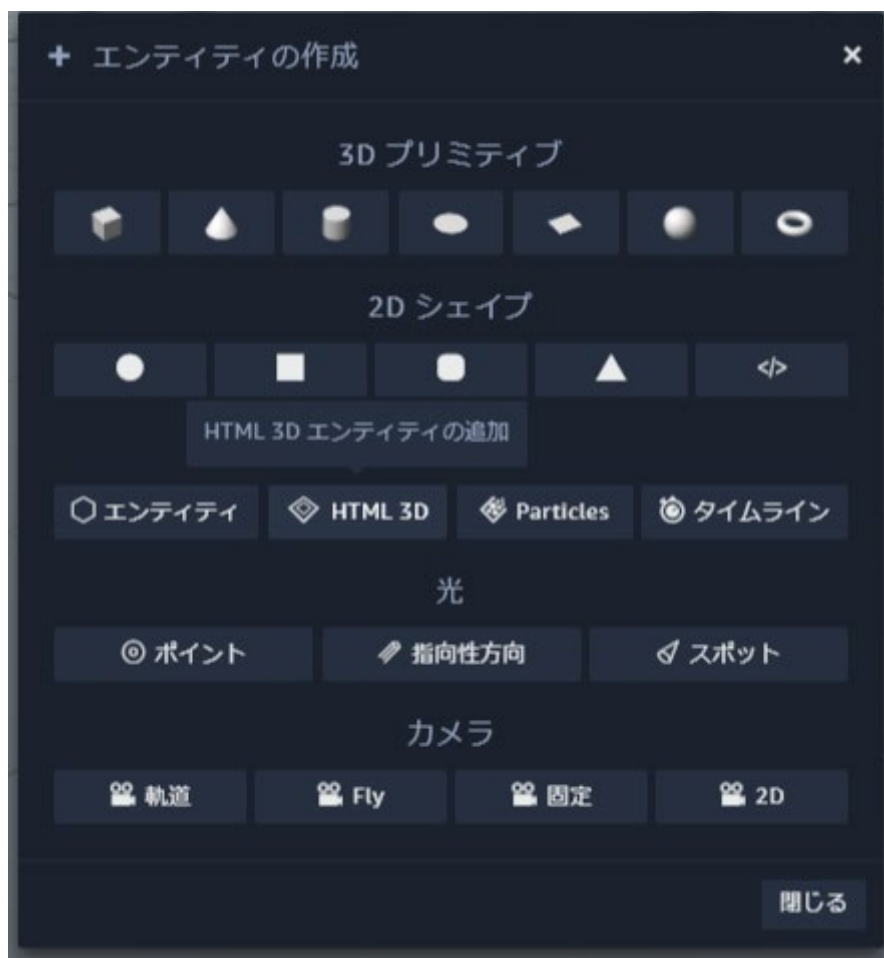 エンティティの作成
3D プリミティブ
2D シェイプ
</>
HTML 3D エンティティの追加
エンティティ HTML 3D Particles タイムライン
光
ポイント 指向性方向 スポット
カメラ
軌道 Fly 固定 2D
閉じる